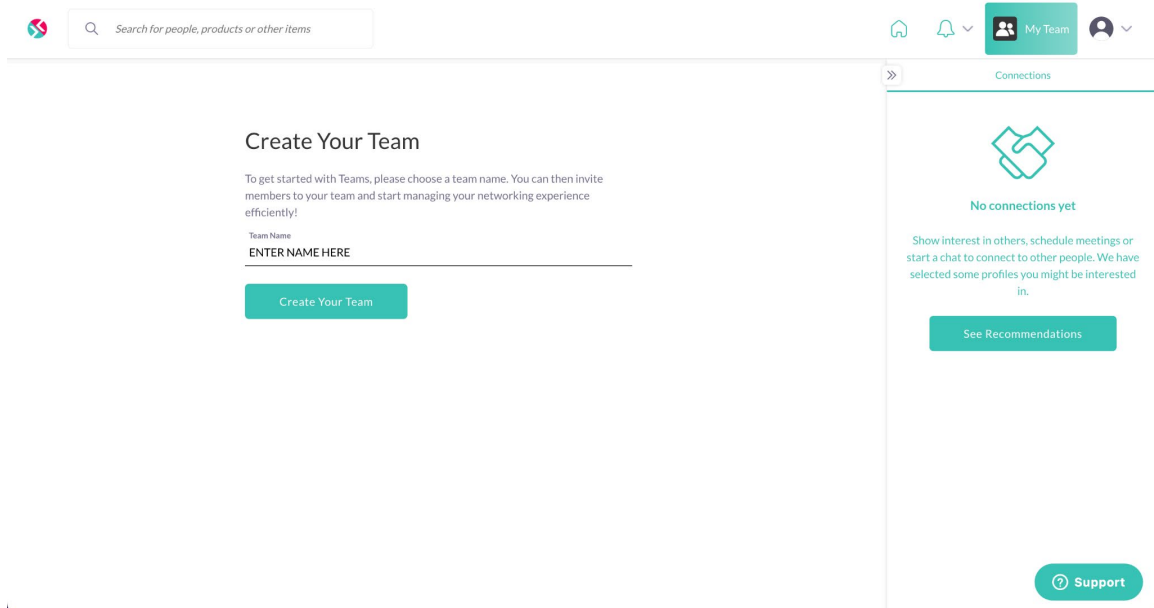 Search for people, products or other items
My Team
Connections
Create Your Team
To get started with Teams, please choose a team name. You can then invite
members to your team and start managing your networking experience
efficiently!
Team Name
ENTER NAME HERE
Create Your Team
No connections yet
Show interest in others, schedule meetings or
start a chat to connect to other people. We have
selected some profiles you might be interested
in.
See Recommendations
Support